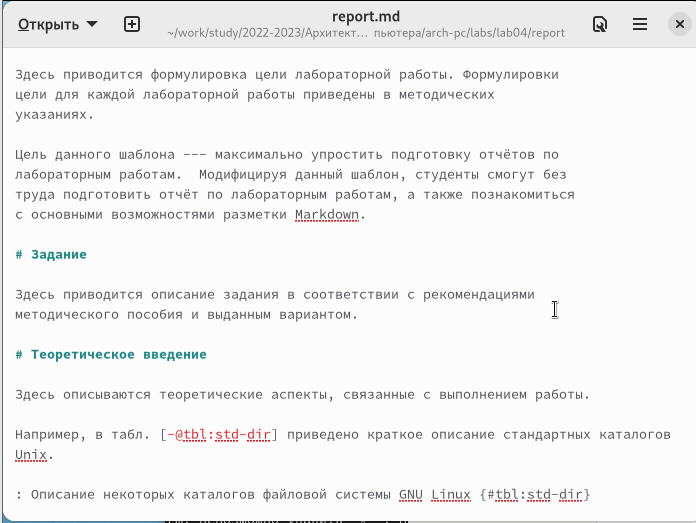 Открыть
report.md
~/work/study/2022-2023/Архитект… пьютера/arch-pc/labs/lab04/report
Здесь приводится формулировка цели лабораторной работы. Формулировки
цели для каждой лабораторной работы приведены в методических
указаниях.
Цель данного шаблона --- максимально упростить подготовку отчётов по
лабораторным работам.  Модифицируя данный шаблон, студенты смогут без
труда подготовить отчёт по лабораторным работам, а также познакомиться
с основными возможностями разметки Markdown.
# Задание
Здесь приводится описание задания в соответствии с рекомендациями
методического пособия и выданным вариантом.
# Теоретическое введение
Здесь описываются теоретические аспекты, связанные с выполнением работы.
Например, в табл. [-@tbl:std-dir] приведено краткое описание стандартных каталогов
Unix.
: Описание некоторых каталогов файловой системы GNU Linux {#tbl:std-dir}